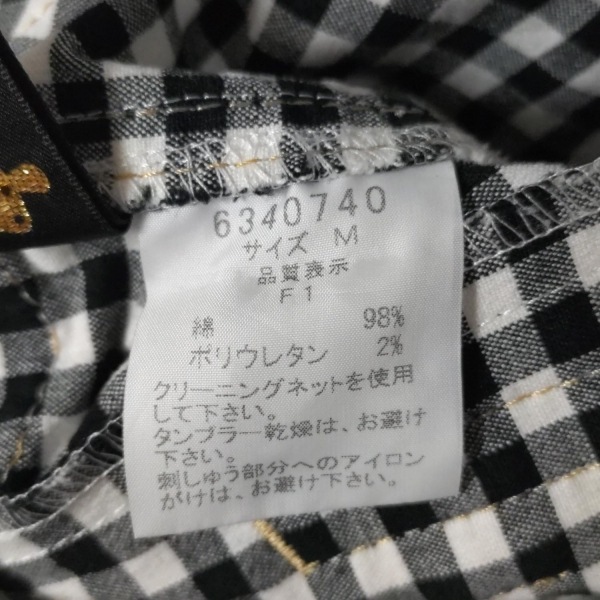 6340740
サイズ M
品質表示
F1
綿 98%
ポリウレタン 2%
クリーニングネットを使用
して下さい。
タンブラー乾燥は、お避け
下さい。
刺しゅう部分へのアイロン
がけは、お避け下さい。